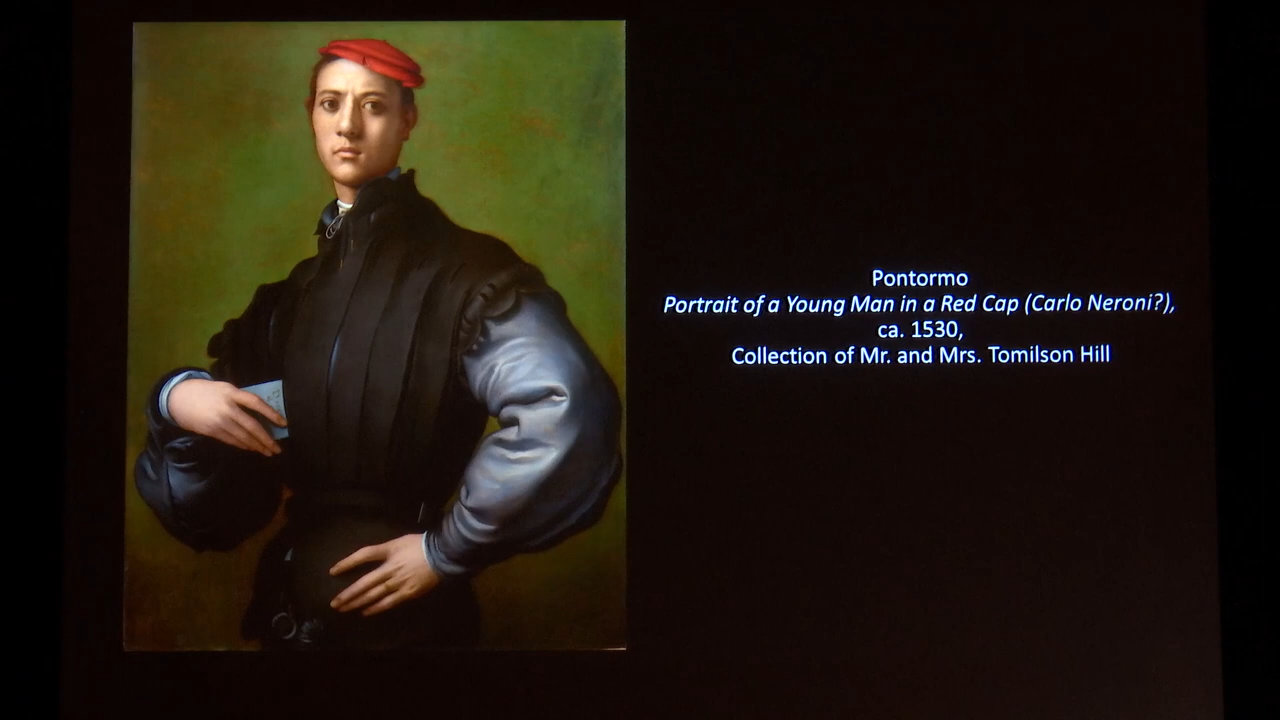 Pontormo
Portrait of a Young Man in a Red Cap (Carlo Neroni?),
ca. 1530,
Collection of Mr. and Mrs. Tomilson Hill